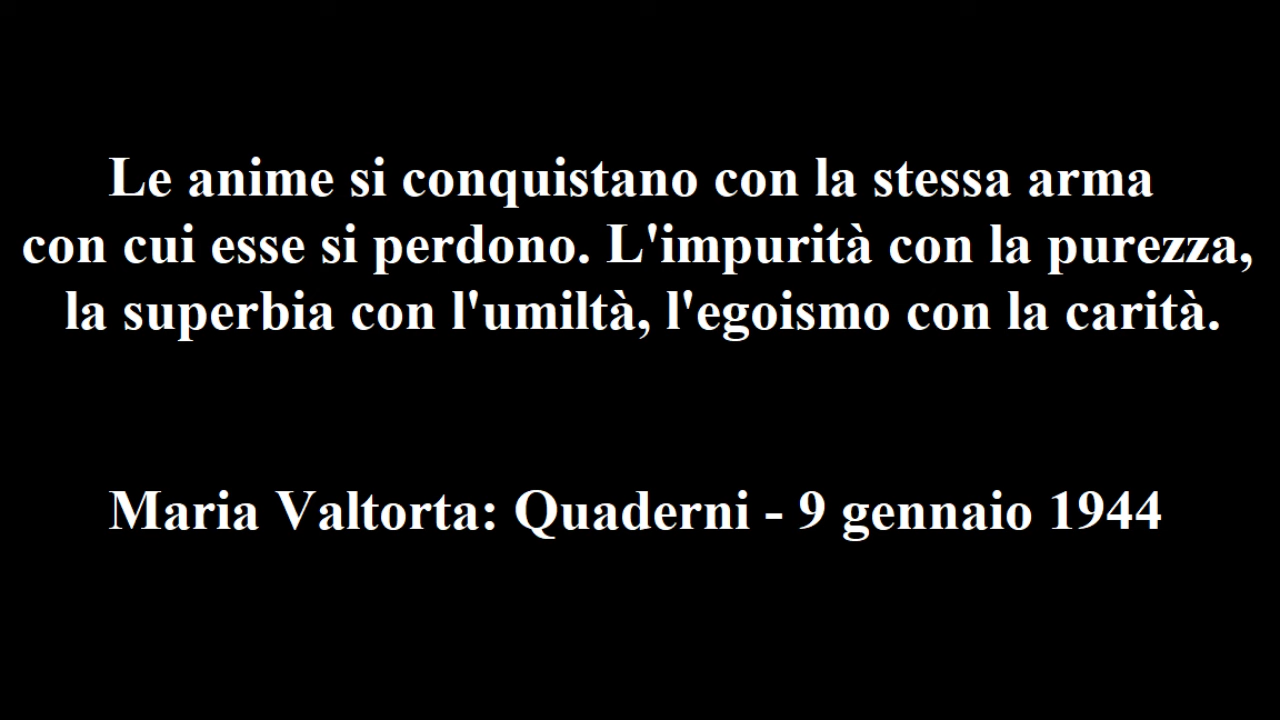 Le anime si conquistano con la stessa arma
con cui esse si perdono. L'impurità con la purezza,
la superbia con l'umiltà, l'egoismo con la carità.
Maria Valtorta: Quaderni - 9 gennaio 1944